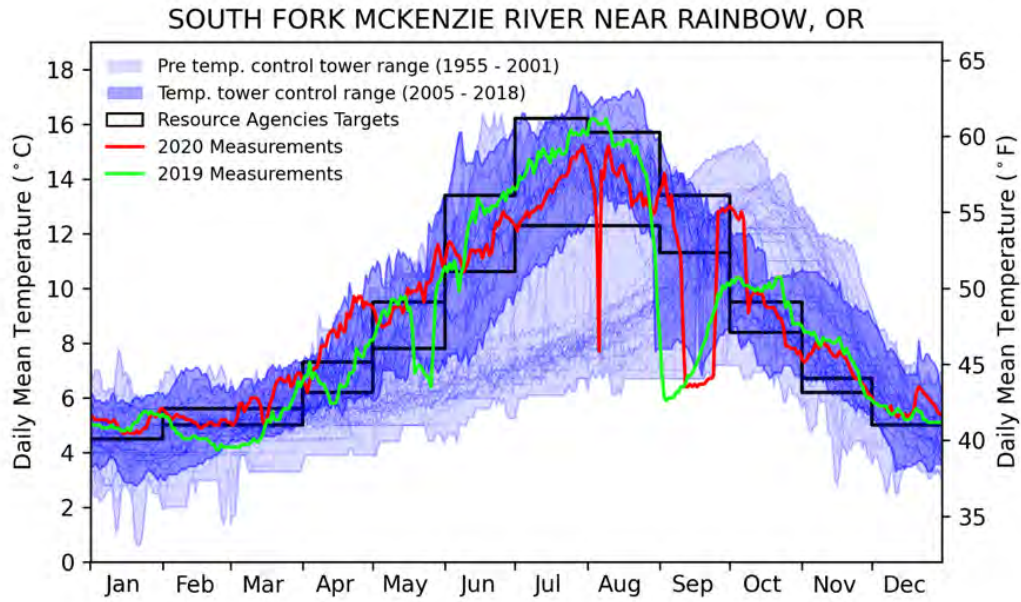 SOUTH FORK MCKENZIE RIVER NEAR RAINBOW, OR
Pre temp. control tower range (1955 - 2001)
Temp. tower control range (2005 - 2018)
Resource Agencies Targets
2020 Measurements
2019 Measurements
Daily Mean Temperature (°C)
18
16
14
12
10
8
6
4
2
0
Daily Mean Temperature (°F)
65
60
55
50
45
40
35
Jan Feb Mar Apr May Jun Jul Aug Sep Oct Nov Dec